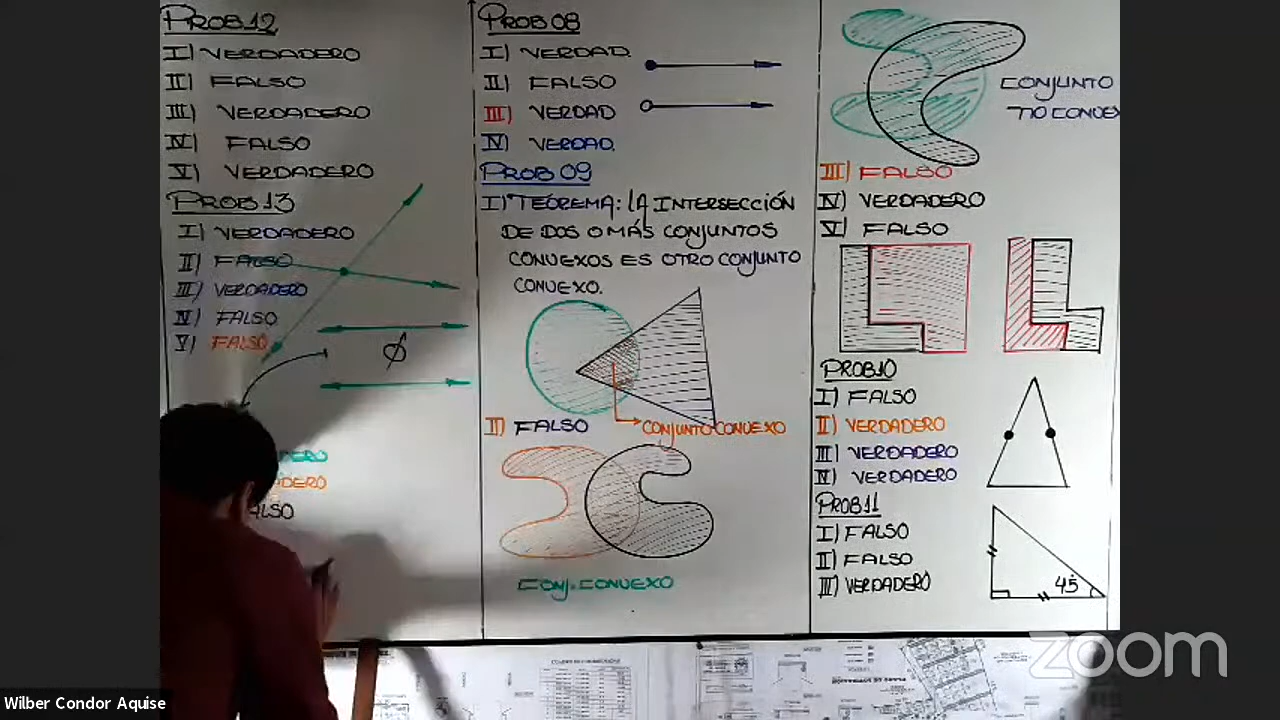 PROB 12
I) VERDADERO
II) FALSO
III) VERDADERO
IV) FALSO
V) VERDADERO
PROB 13
I) VERDADERO
II) FALSO
III) VERDADERO
IV) FALSO
V) FALSO
∅
PROB 08
I) VERDAD.
II) FALSO
III) VERDAD
IV) VERDAD.
PROB 09
I) TEOREMA: LA INTERSECCIÓN
DE DOS O MÁS CONJUNTOS
CONVEXOS ES OTRO CONJUNTO
CONVEXO.
II) FALSO
CONJUNTO CONVEXO
CONJ. CONVEXO
CONJUNTO
NO CONVEX
III) FALSO
IV) VERDADERO
V) FALSO
PROB 10
I) FALSO
II) VERDADERO
III) VERDADERO
IV) VERDADERO
PROB 11
I) FALSO
II) FALSO
III) VERDADERO
45
zoom
Wilber Condor Aquise